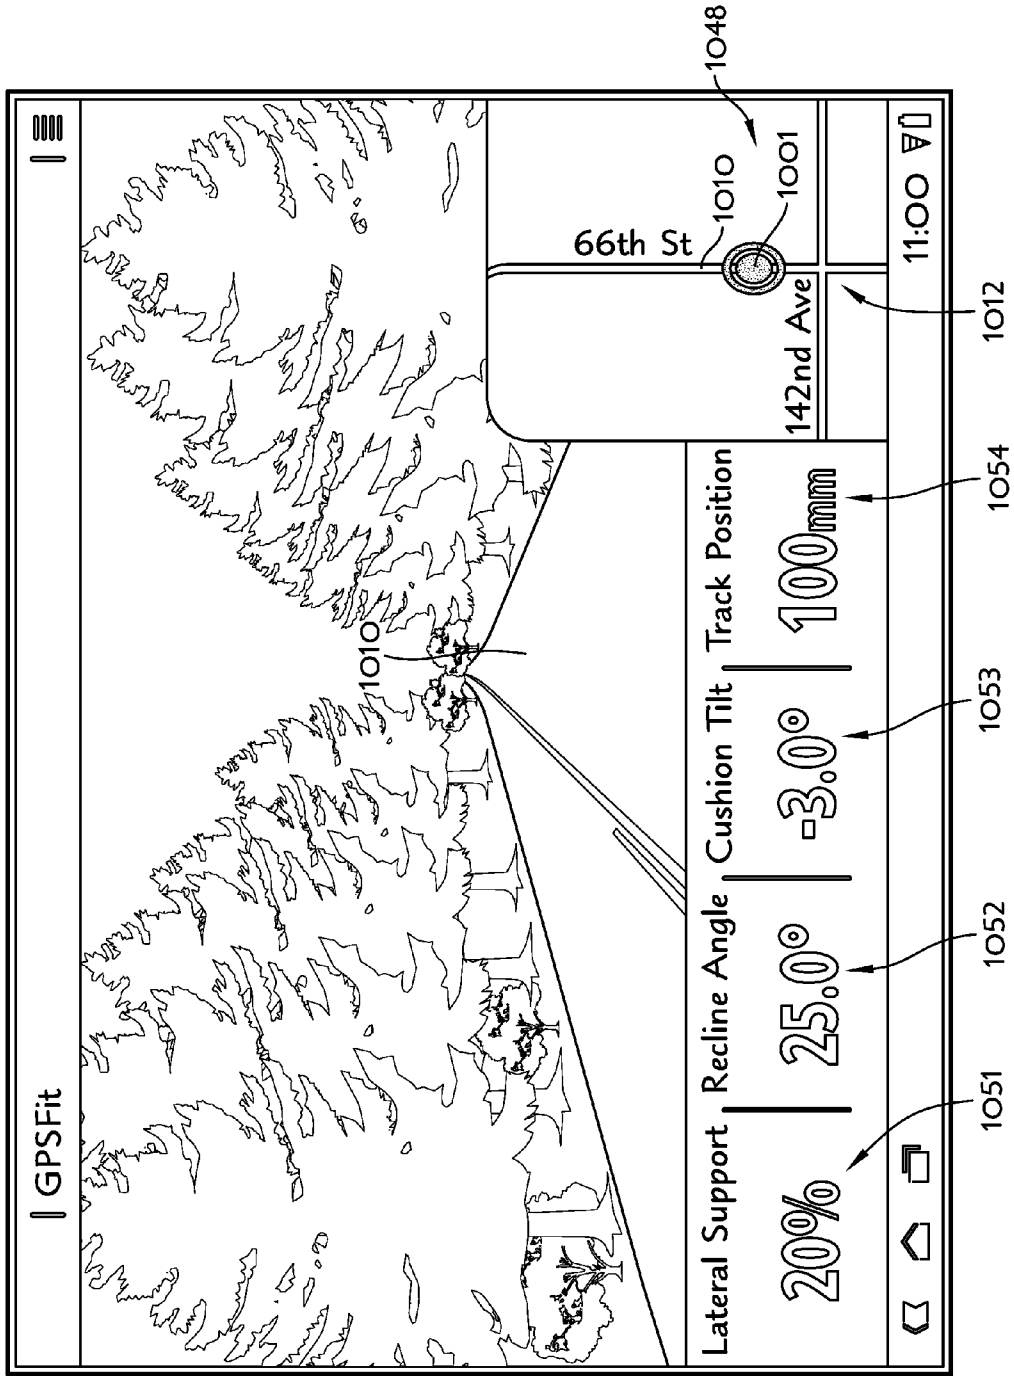 GPSFit
1010
66th St
1010
1048
1001
142nd Ave
1012
Lateral Support
Recline Angle
Cushion Tilt
Track Position
20%
25.0°
-3.0°
100mm
11:00
1051
1052
1053
1054